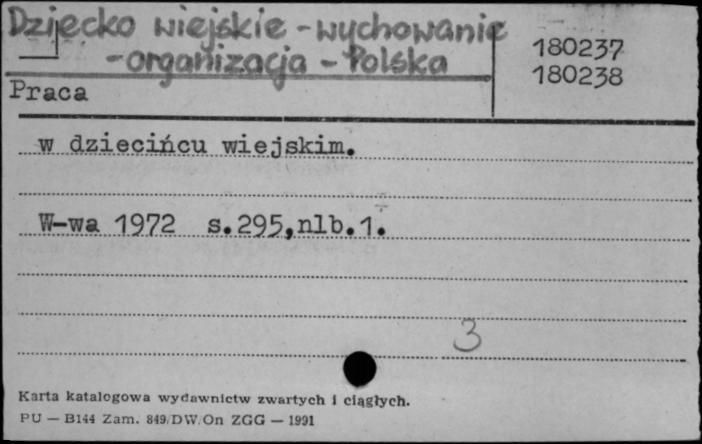 Dziecko wiejskie - wychowanie
- organizacja - Polska
180237
180238
Praca
w dziecińcu wiejskim.
W-wa 1972 s.295,nlb.1.
3
Karta katalogowa wydawnictw zwartych i ciągłych.
PU — B144 Zam. 849/DW/On ZGG — 1991